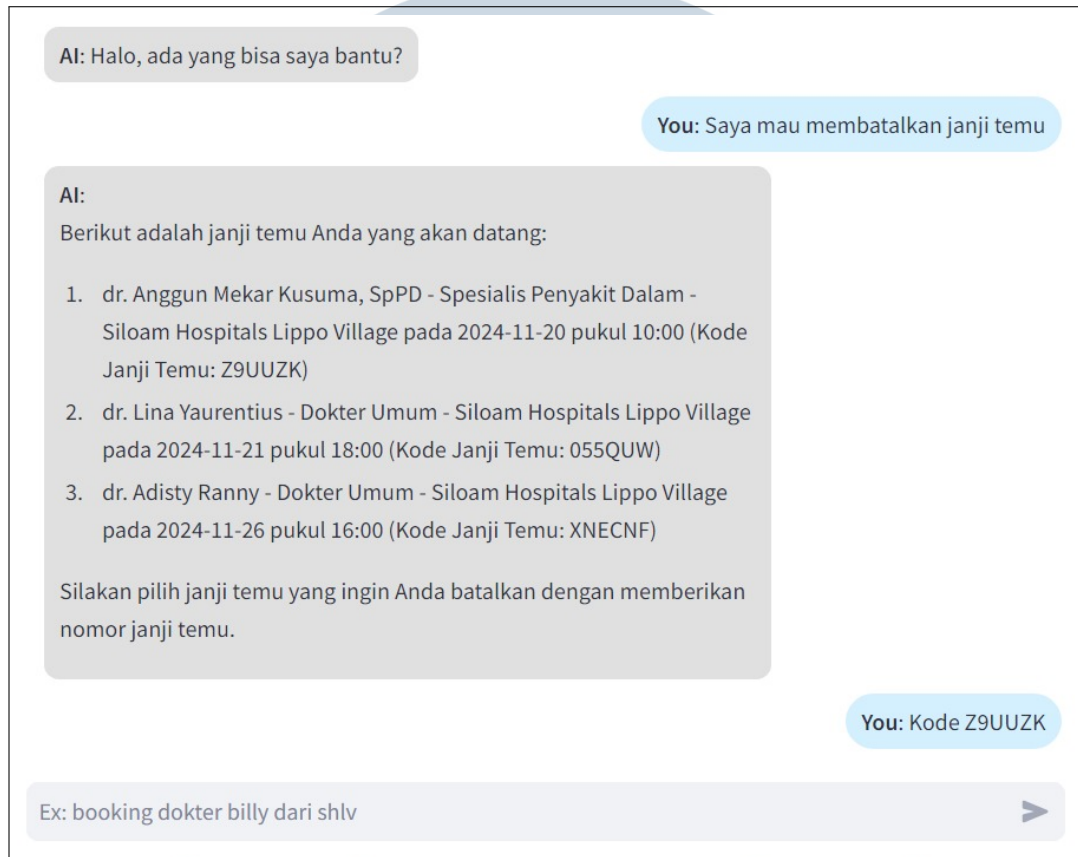 AI: Halo, ada yang bisa saya bantu?
You: Saya mau membatalkan janji temu
AI:
Berikut adalah janji temu Anda yang akan datang:
1. dr. Anggun Mekar Kusuma, SpPD - Spesialis Penyakit Dalam -
Siloam Hospitals Lippo Village pada 2024-11-20 pukul 10:00 (Kode
Janji Temu: Z9UUZK)
2. dr. Lina Yaurentius - Dokter Umum - Siloam Hospitals Lippo Village
pada 2024-11-21 pukul 18:00 (Kode Janji Temu: 055QUW)
3. dr. Adisty Ranny - Dokter Umum - Siloam Hospitals Lippo Village
pada 2024-11-26 pukul 16:00 (Kode Janji Temu: XNECNF)
Silakan pilih janji temu yang ingin Anda batalkan dengan memberikan
nomor janji temu.
You: Kode Z9UUZK
Ex: booking dokter billy dari shlv